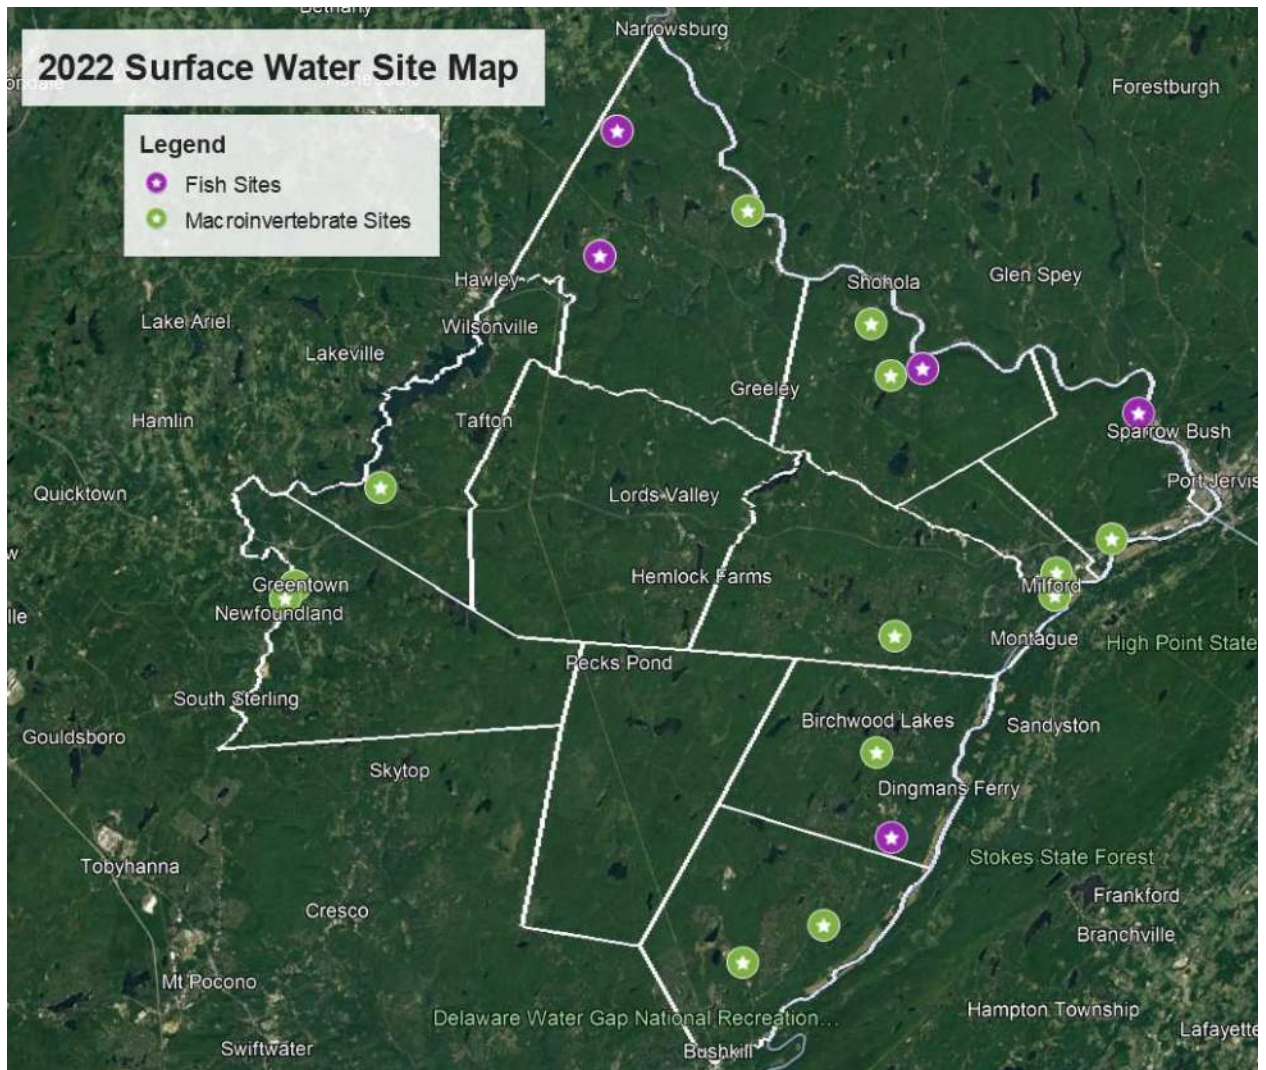 Bethany
Narrowsburg
2022 Surface Water Site Map
Forestburgh
Legend
Fish Sites
Macroinvertebrate Sites
Hawley
Shohola
Glen Spey
Lake Ariel
Wilsonville
Lakeville
Greeley
Hamlin
Tafton
Sparrow Bush
Quicktown
Lords Valley
Port Jervis
w
Greentown
Hemlock Farms
Milford
lle
Newfoundland
Montague
High Point State
Pecks Pond
South Sterling
Birchwood Lakes
Sandyston
Gouldsboro
Skytop
Dingmans Ferry
Tobyhanna
Stokes State Forest
Frankford
Cresco
Branchville
Mt Pocono
Delaware Water Gap National Recreation...
Hampton Township
Lafayette
Swiftwater
Bushkill